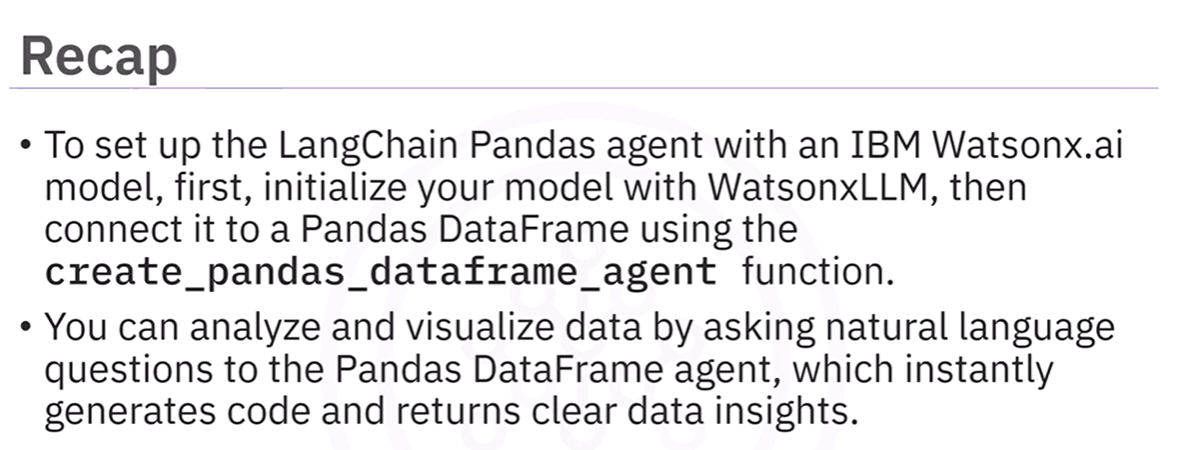 Recap
• To set up the LangChain Pandas agent with an IBM Watsonx.ai
model, first, initialize your model with WatsonxLLM, then
connect it to a Pandas DataFrame using the
create_pandas_dataframe_agent function.
• You can analyze and visualize data by asking natural language
questions to the Pandas DataFrame agent, which instantly
generates code and returns clear data insights.